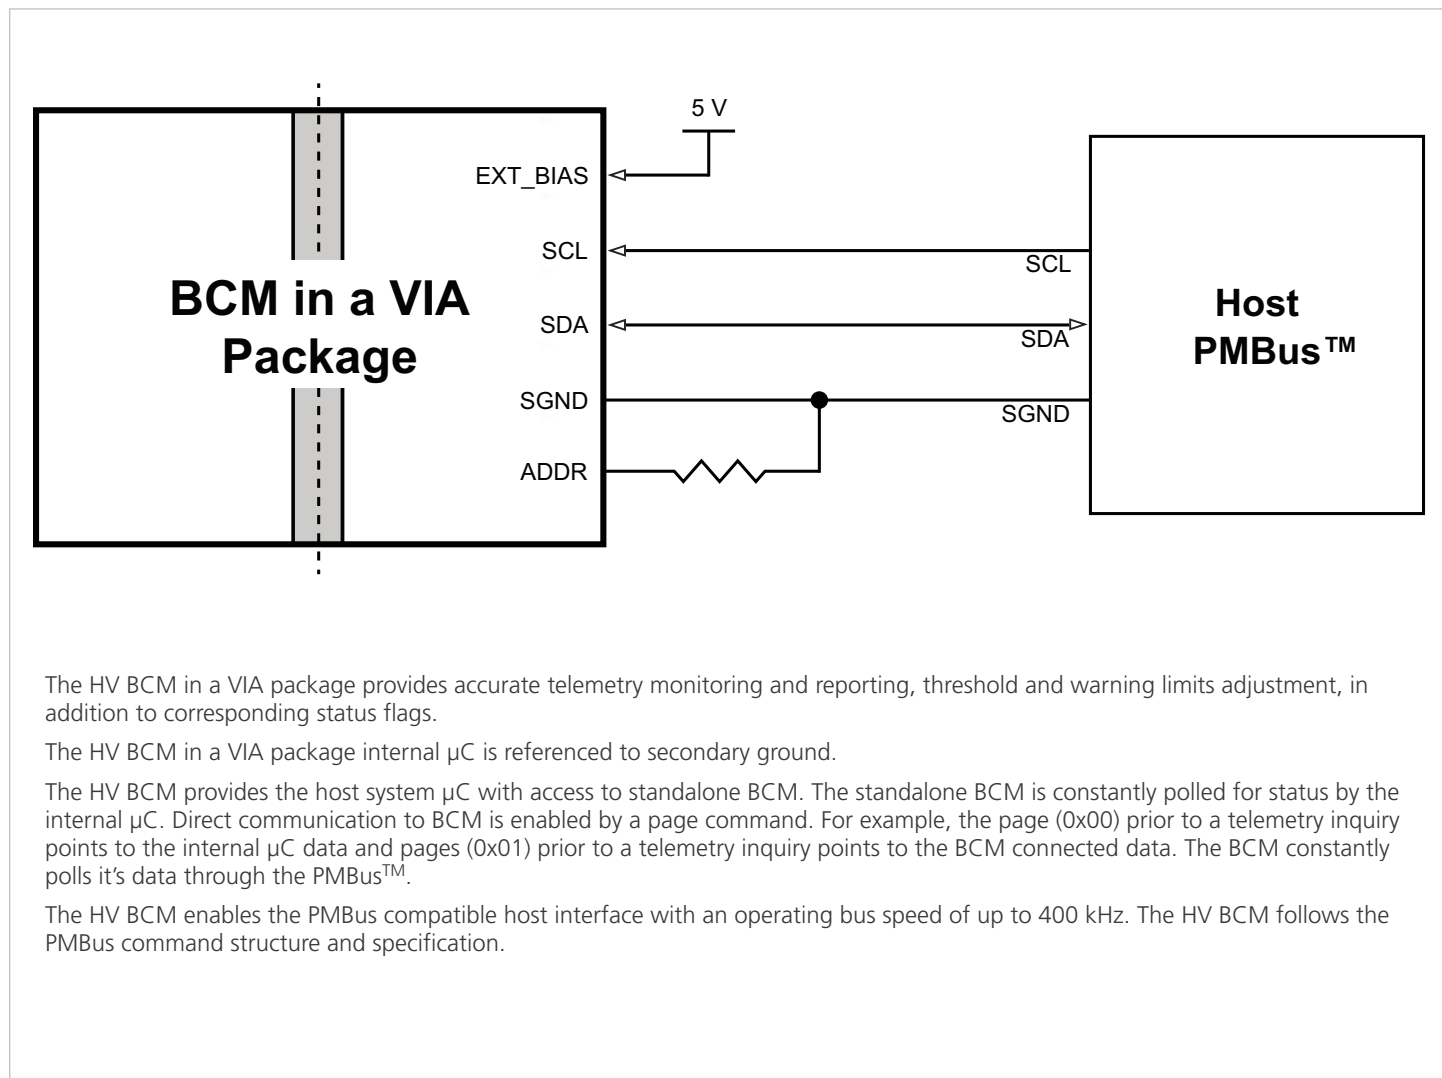 5 V
EXT_BIAS
SCL
SCL
BCM in a VIA
Package
SDA
SDA
Host
PMBus™
SGND
SGND
ADDR
The HV BCM in a VIA package provides accurate telemetry monitoring and reporting, threshold and warning limits adjustment, in
addition to corresponding status flags.
The HV BCM in a VIA package internal µC is referenced to secondary ground.
The HV BCM provides the host system µC with access to standalone BCM. The standalone BCM is constantly polled for status by the
internal µC. Direct communication to BCM is enabled by a page command. For example, the page (0x00) prior to a telemetry inquiry
points to the internal µC data and pages (0x01) prior to a telemetry inquiry points to the BCM connected data. The BCM constantly
polls it’s data through the PMBus™.
The HV BCM enables the PMBus compatible host interface with an operating bus speed of up to 400 kHz. The HV BCM follows the
PMBus command structure and specification.